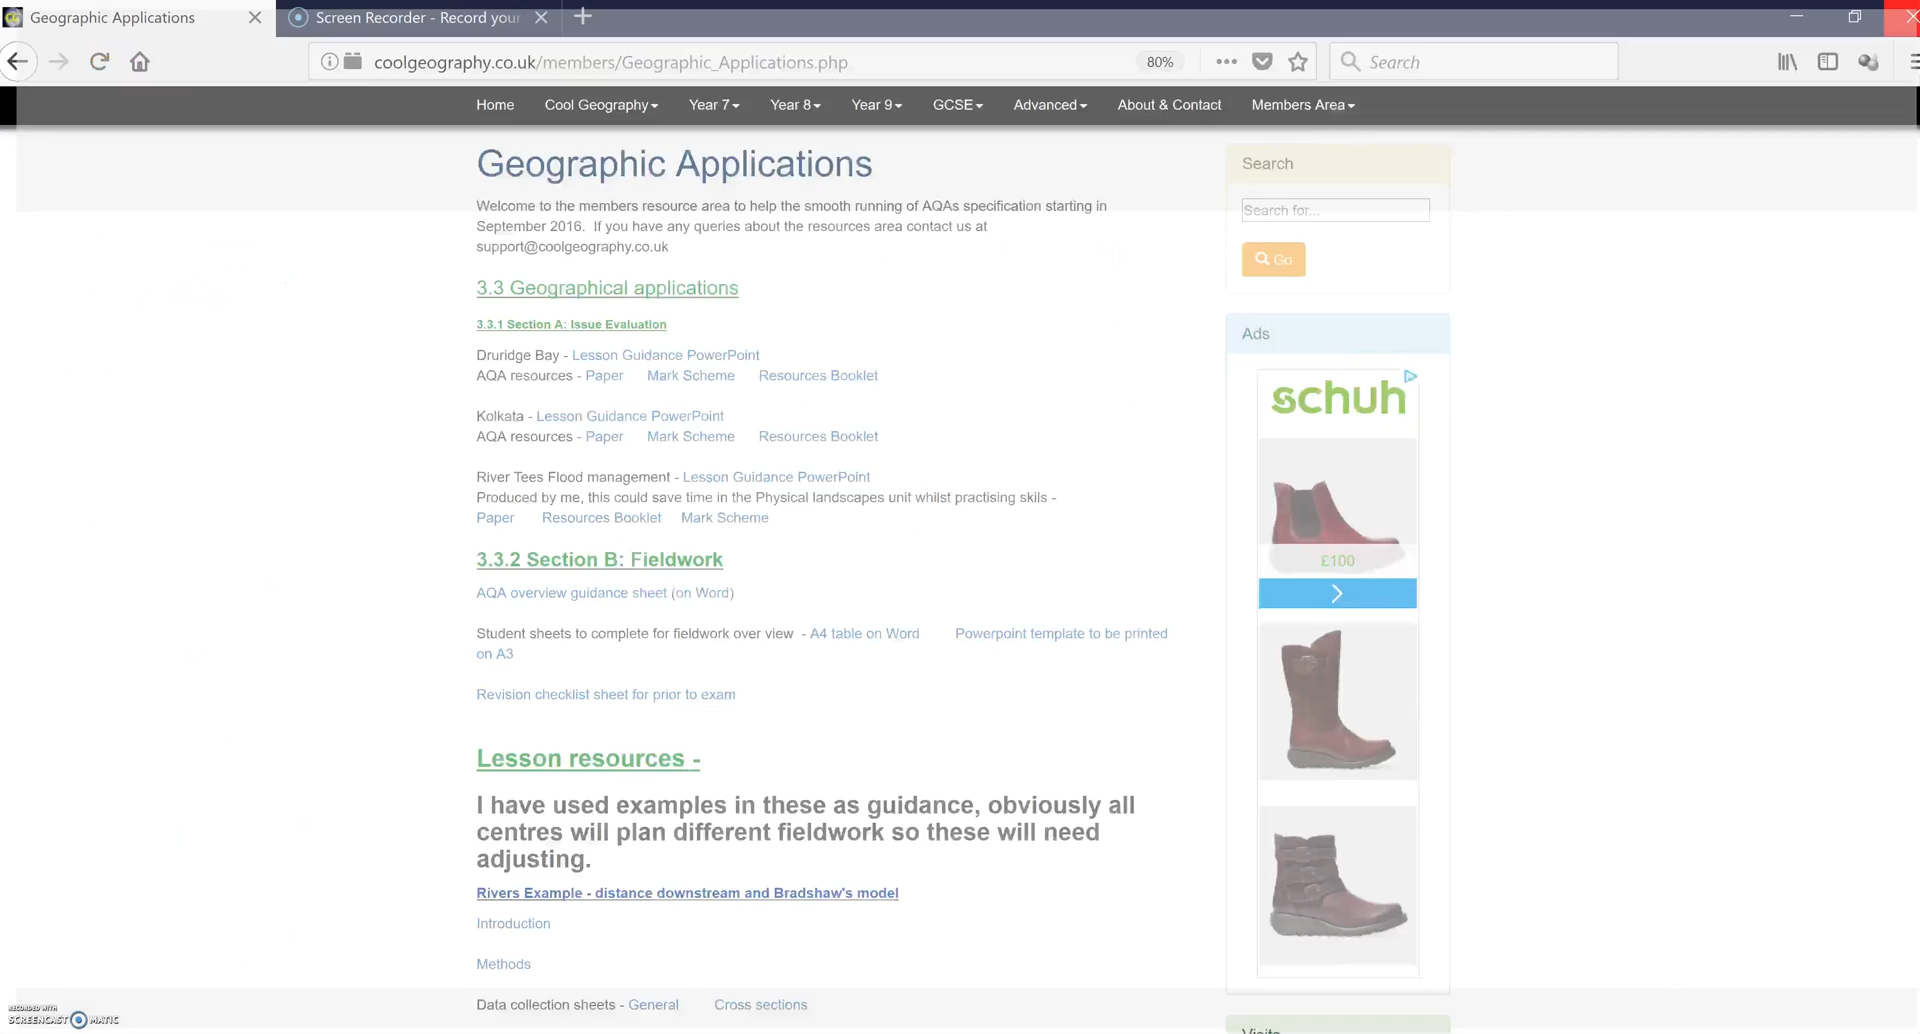 Geographic Applications
Screen Recorder - Record your
coolgeography.co.uk/members/Geographic_Applications.php
80%
Search
Home Cool Geography Year 7 Year 8 Year 9 GCSE Advanced About & Contact Members Area
Geographic Applications
Welcome to the members resource area to help the smooth running of AQAs specification starting in
September 2016. If you have any queries about the resources area contact us at
support@coolgeography.co.uk
3.3 Geographical applications
3.3.1 Section A: Issue Evaluation
Druridge Bay - Lesson Guidance PowerPoint
AQA resources - Paper Mark Scheme Resources Booklet
Kolkata - Lesson Guidance PowerPoint
AQA resources - Paper Mark Scheme Resources Booklet
River Tees Flood management - Lesson Guidance PowerPoint
Produced by me, this could save time in the Physical landscapes unit whilst practising skils -
Paper Resources Booklet Mark Scheme
3.3.2 Section B: Fieldwork
AQA overview guidance sheet (on Word)
Student sheets to complete for fieldwork over view - A4 table on Word Powerpoint template to be printed
on A3
Revision checklist sheet for prior to exam
Lesson resources -
I have used examples in these as guidance, obviously all
centres will plan different fieldwork so these will need
adjusting.
Rivers Example - distance downstream and Bradshaw's model
Introduction
Methods
Data collection sheets - General Cross sections
Search
Search for...
Go
Ads
schuh
£100
Visits
RECORDED WITH
SCREENCAST MATIC